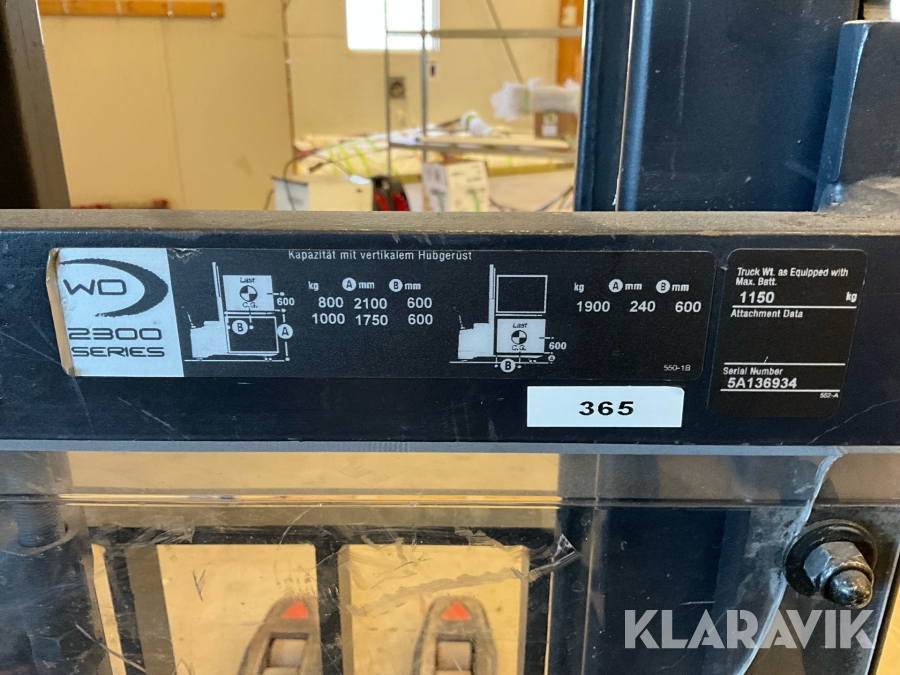 WD
2300
SERIES
Kapazität mit vertikalem Hubgerüst
Last
C.G.
600
B
A
kg A mm B mm
800 2100 600
1000 1750 600
Last
C.G.
600
A
B
kg A mm B mm
1900 240 600
550-1B
Truck Wt. as Equipped with
Max. Batt.
1150 kg
Attachment Data
Serial Number
5A136934
552-A
365
KLARAVIK